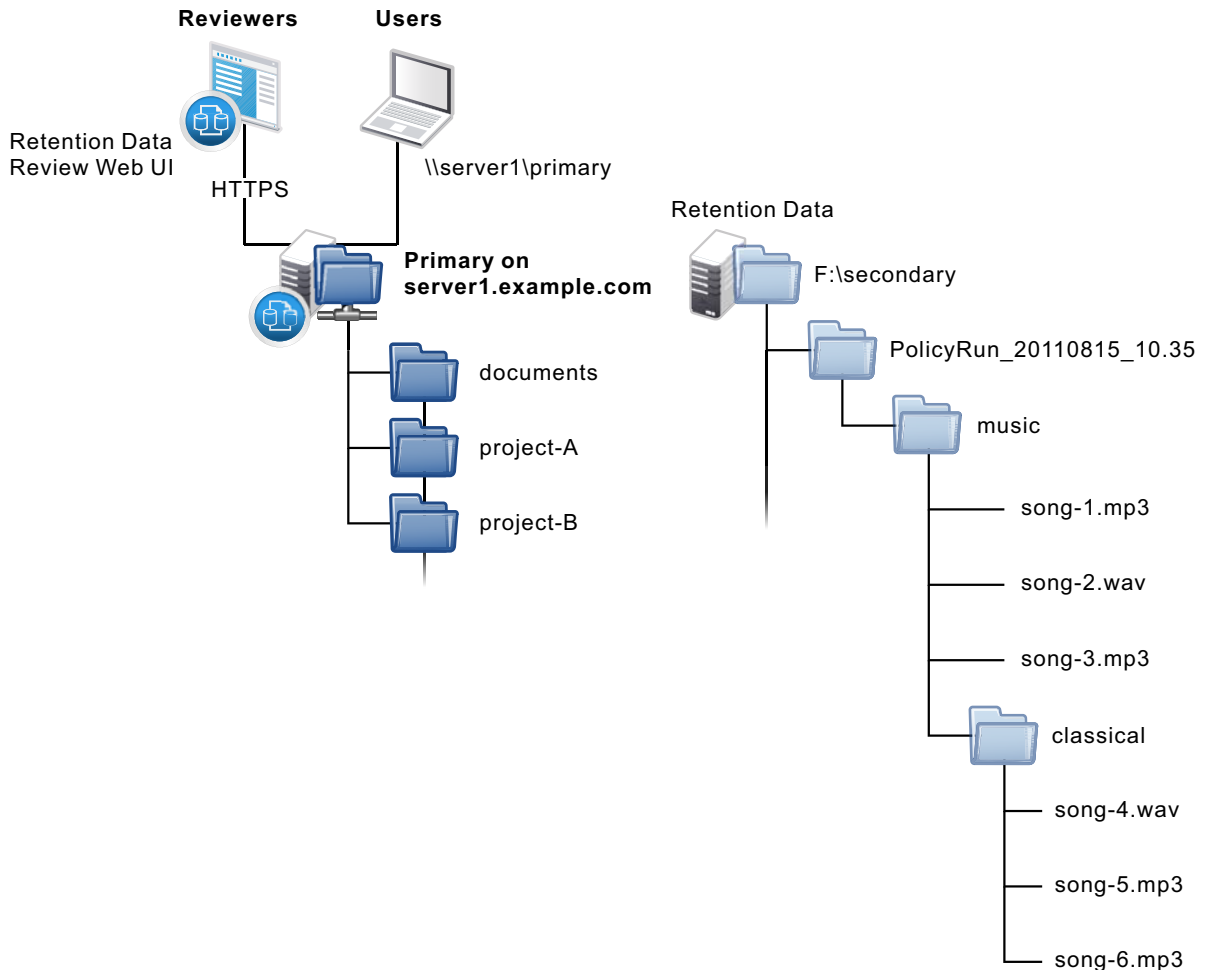 Reviewers
Users
Retention Data
Review Web UI
HTTPS
\\server1\primary
Primary on
server1.example.com
documents
project-A
project-B
Retention Data
F:\secondary
PolicyRun_20110815_10.35
music
song-1.mp3
song-2.wav
song-3.mp3
classical
song-4.wav
song-5.mp3
song-6.mp3